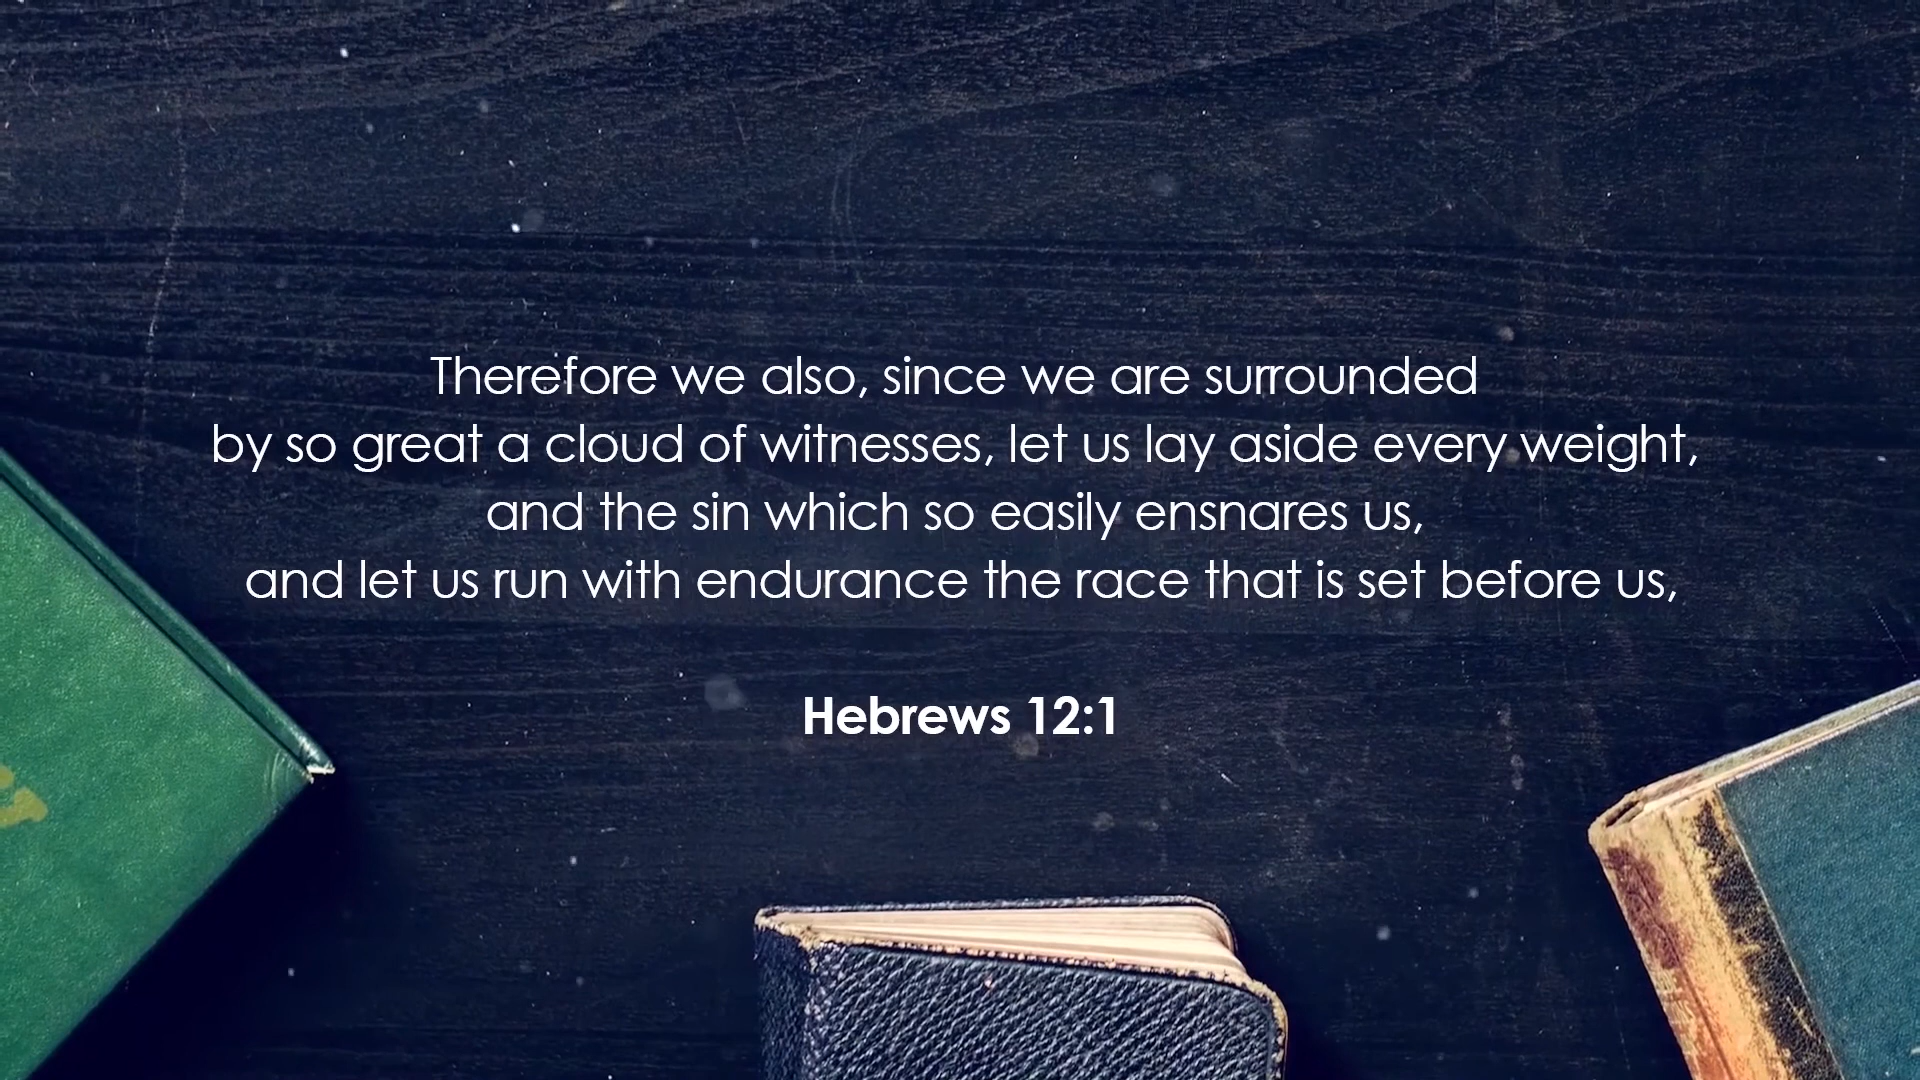 Therefore we also, since we are surrounded
by so great a cloud of witnesses, let us lay aside every weight,
and the sin which so easily ensnares us,
and let us run with endurance the race that is set before us,
Hebrews 12:1